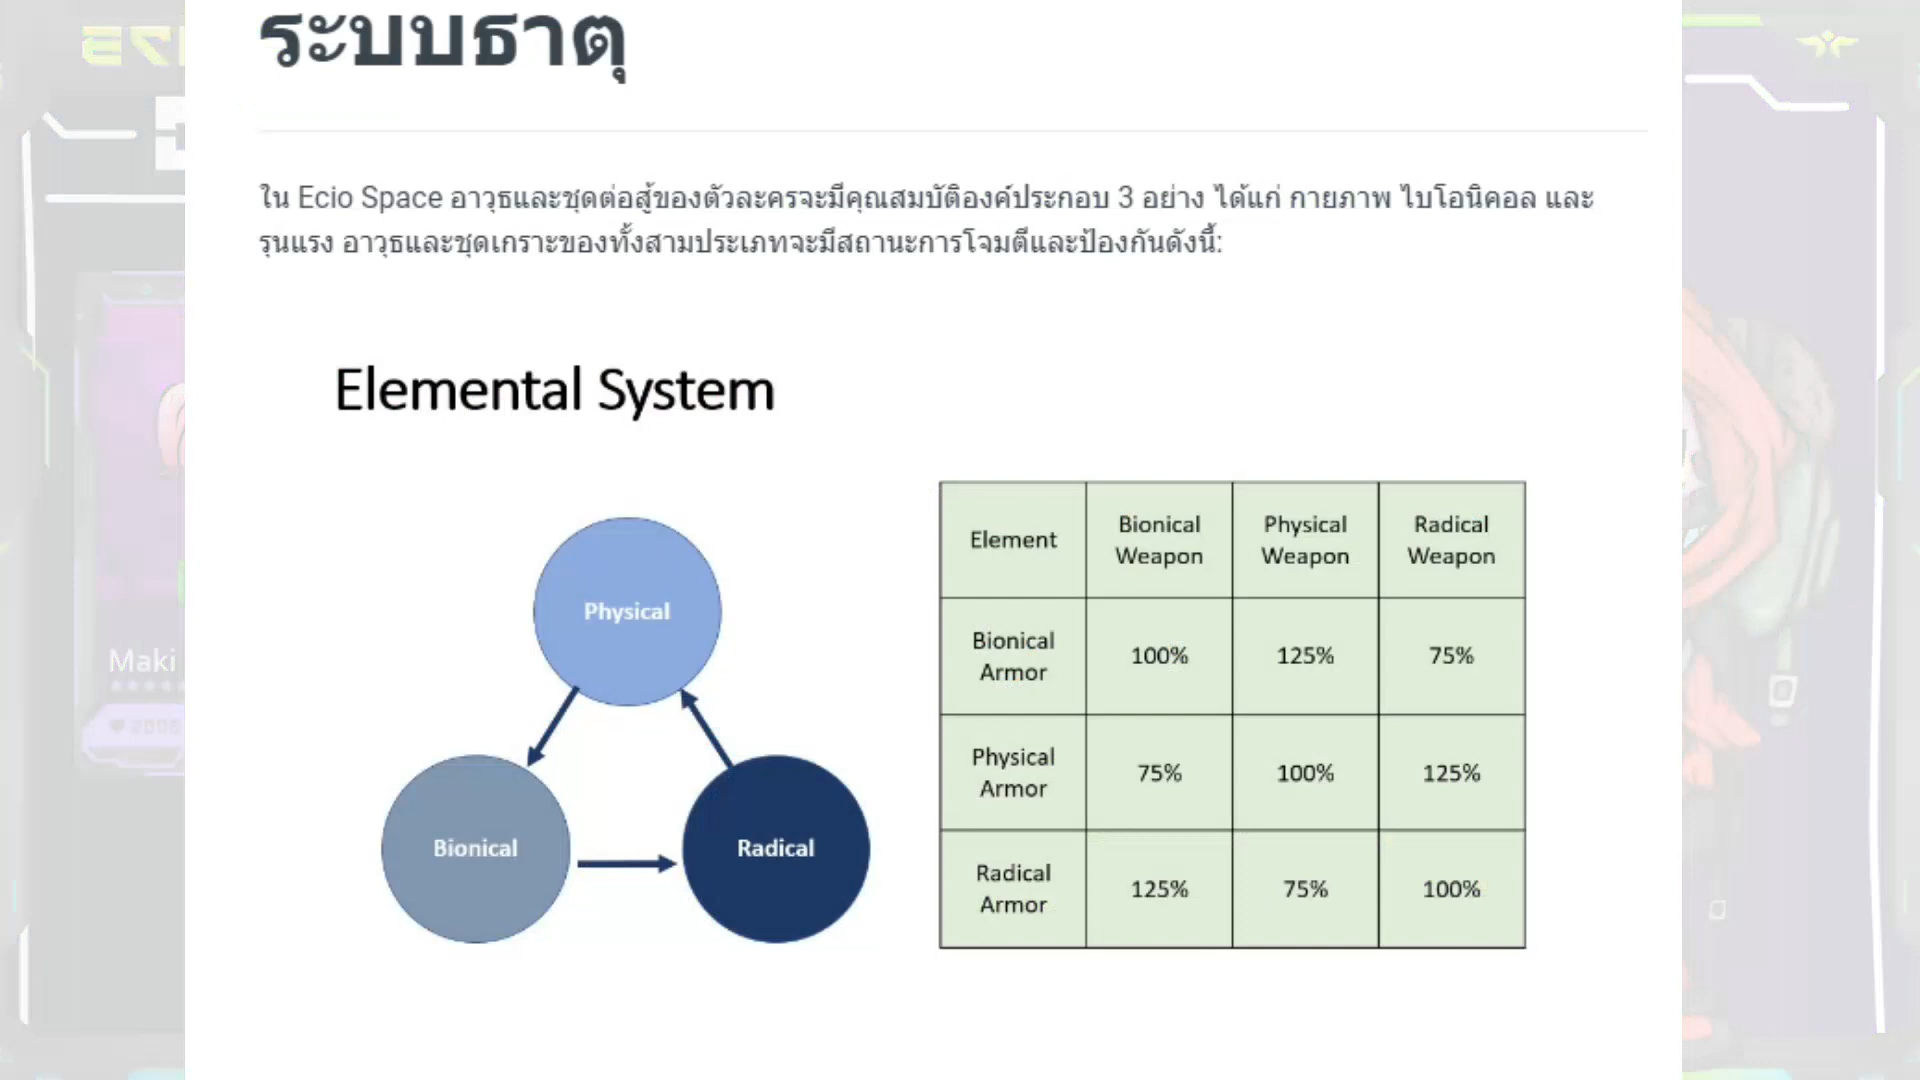 ระบบธาตุ
ใน Ecio Space อาวุธและชุดต่อสู้ของตัวละครจะมีคุณสมบัติองค์ประกอบ 3 อย่าง ได้แก่ กายภาพ ไบโอนิคอล และ
รุนแรง อาวุธและชุดเกราะของทั้งสามประเภทจะมีสถานะการโจมตีและป้องกันดังนี้:
Elemental System
Physical
Bionical
Radical
Element Bionical Weapon Physical Weapon Radical Weapon
Bionical Armor 100% 125% 75%
Physical Armor 75% 100% 125%
Radical Armor 125% 75% 100%
Maki